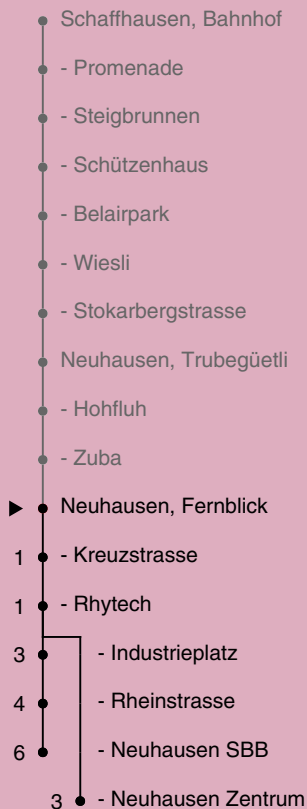 Schaffhausen, Bahnhof
- Promenade
- Steigbrunnen
- Schützenhaus
- Belairpark
- Wiesli
- Stokarbergstrasse
Neuhausen, Trubegüetli
- Hohfluh
- Zuba
Neuhausen, Fernblick
1 - Kreuzstrasse
1 - Rhytech
3 - Industrieplatz
4 - Rheinstrasse
6 - Neuhausen SBB
3 - Neuhausen Zentrum